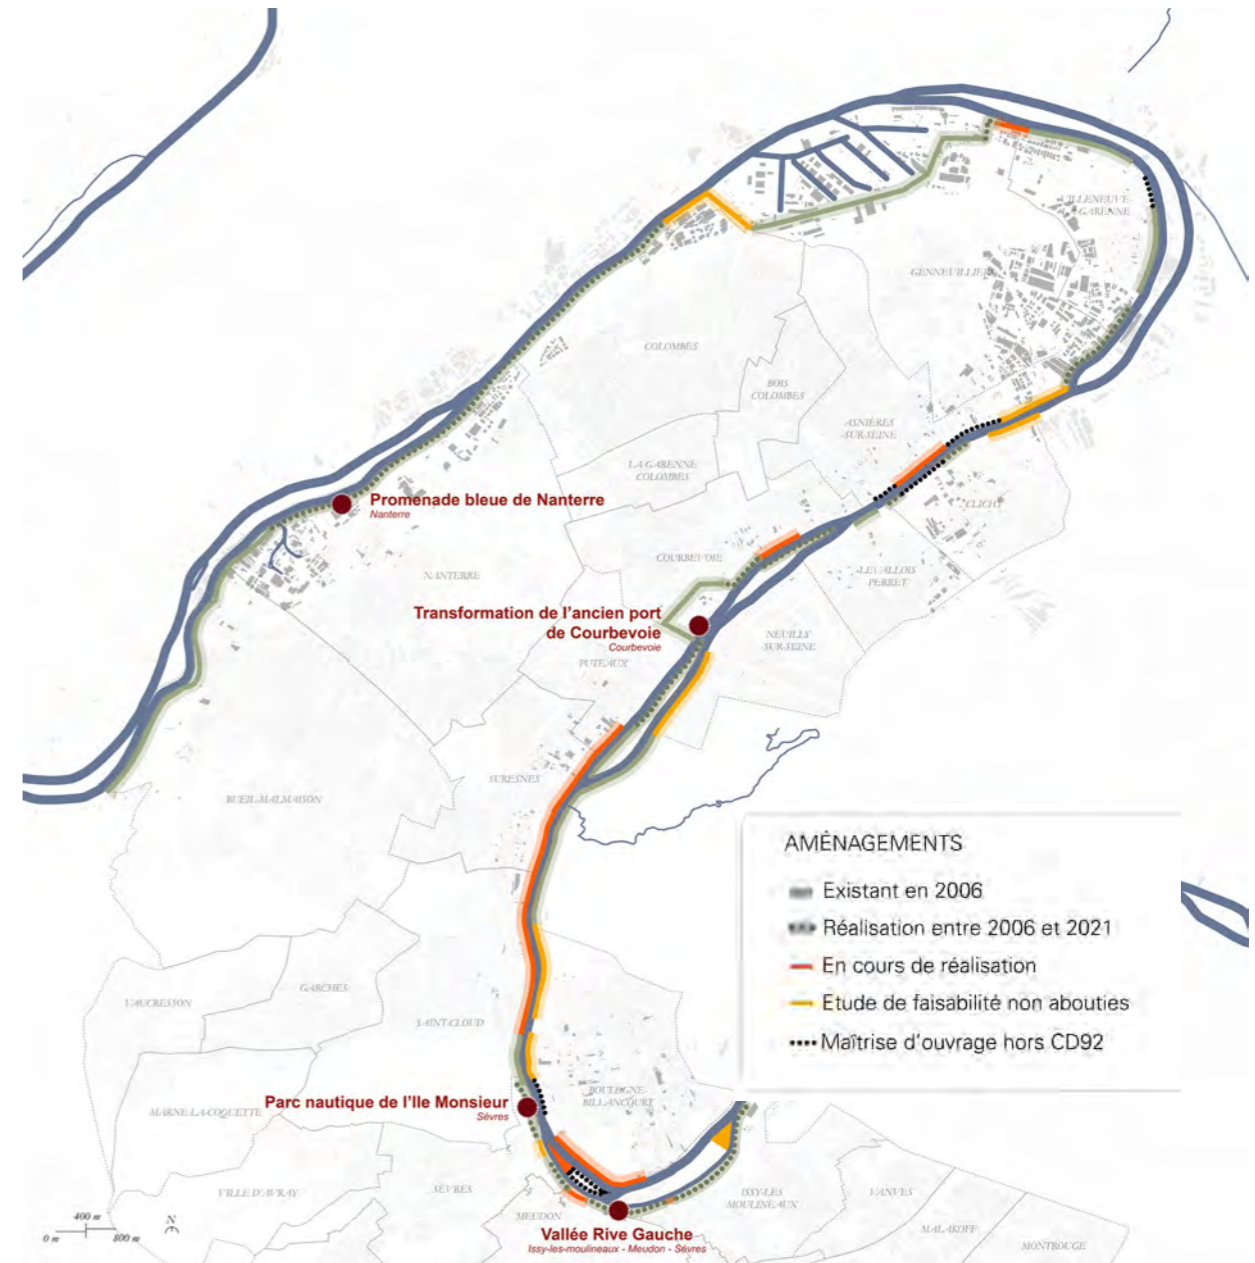 VILLENEUVE-
GARENNE
GENNEVILLIERS
COLOMBES
BOIS
COLOMBES
ASNIÈRES
-SUR-SEINE
LA GARENNE
COLOMBES
CLICHY
Promenade bleue de Nanterre
Nanterre
COURBEVOIE
LEVALLOIS
PERRET
NANTERRE
Transformation de l'ancien port
de Courbevoie
Courbevoie
NEUILLY
-SUR-SEINE
PUTEAUX
SURESNES
RUEIL-MALMAISON
AMÉNAGEMENTS
Existant en 2006
Réalisation entre 2006 et 2021
En cours de réalisation
Etude de faisabilité non abouties
Maîtrise d'ouvrage hors CD92
GARCHES
VAUCRESSON
SAINT-CLOUD
BOULOGNE
BILLANCOURT
Parc nautique de l'Ile Monsieur
Sèvres
MARNE-LA-COQUETTE
VILLE D'AVRAY
SÈVRES
MEUDON
ISSY-LES
MOULINEAUX
VANVES
MALAKOFF
MONTROUGE
Vallée Rive Gauche
Issy-les-moulineaux - Meudon - Sèvres
400 m
0 m
800 m
N